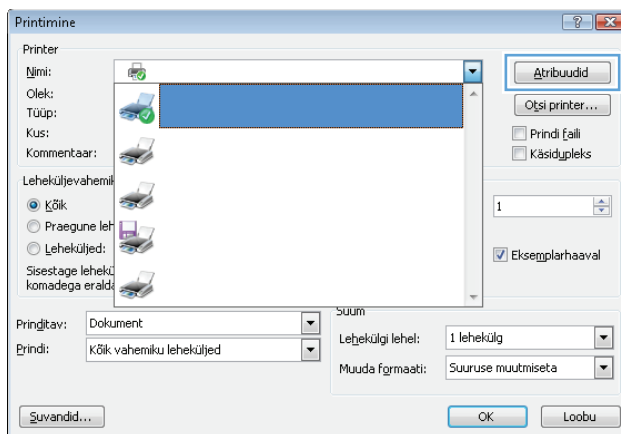 Printimine
Printer
Nimi:
Atribuudid
Olek:
Tüüp:
Otsi printer...
Kus:
Prindi faili
Kommentaar:
Käsidupleks
Leheküljevahemik
Kõik
1
Praegune leh
Leheküljed:
Eksemplarhaaval
Sisestage lehekü
komadega eralda
Suum
Prinditav: Dokument
Lehekülgi lehel: 1 lehekülg
Prindi: Kõik vahemiku leheküljed
Muuda formaati: Suuruse muutmiseta
Suvandid...
OK Loobu